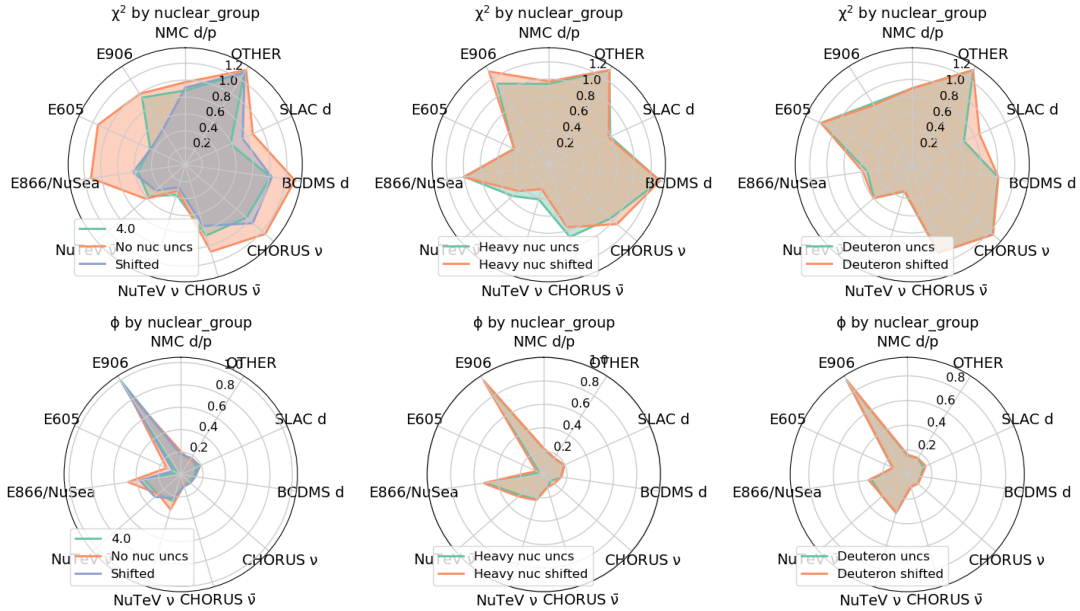 χ² by nuclear_group
NMC d/p
OTHER
SLAC d
BCDMS d
CHORUS ν
CHORUS ν̄
NuTeV ν
E866/NuSea
E605
E906
0.2
0.4
0.6
0.8
1.0
1.2
4.0
No nuc uncs
Shifted
χ² by nuclear_group
NMC d/p
OTHER
SLAC d
BCDMS d
CHORUS ν
CHORUS ν̄
NuTeV ν
E866/NuSea
E605
E906
0.2
0.4
0.6
0.8
1.0
1.2
Heavy nuc uncs
Heavy nuc shifted
χ² by nuclear_group
NMC d/p
OTHER
SLAC d
BCDMS d
CHORUS ν
CHORUS ν̄
NuTeV ν
E866/NuSea
E605
E906
0.2
0.4
0.6
0.8
1.0
1.2
Deuteron uncs
Deuteron shifted
ϕ by nuclear_group
NMC d/p
OTHER
SLAC d
BCDMS d
CHORUS ν
CHORUS ν̄
NuTeV ν
E866/NuSea
E605
E906
0.2
0.4
0.6
0.8
1.0
4.0
No nuc uncs
Shifted
ϕ by nuclear_group
NMC d/p
OTHER
SLAC d
BCDMS d
CHORUS ν
CHORUS ν̄
NuTeV ν
E866/NuSea
E605
E906
0.2
0.4
0.6
0.8
1.0
Heavy nuc uncs
Heavy nuc shifted
ϕ by nuclear_group
NMC d/p
OTHER
SLAC d
BCDMS d
CHORUS ν
CHORUS ν̄
NuTeV ν
E866/NuSea
E605
E906
0.2
0.4
0.6
0.8
Deuteron uncs
Deuteron shifted